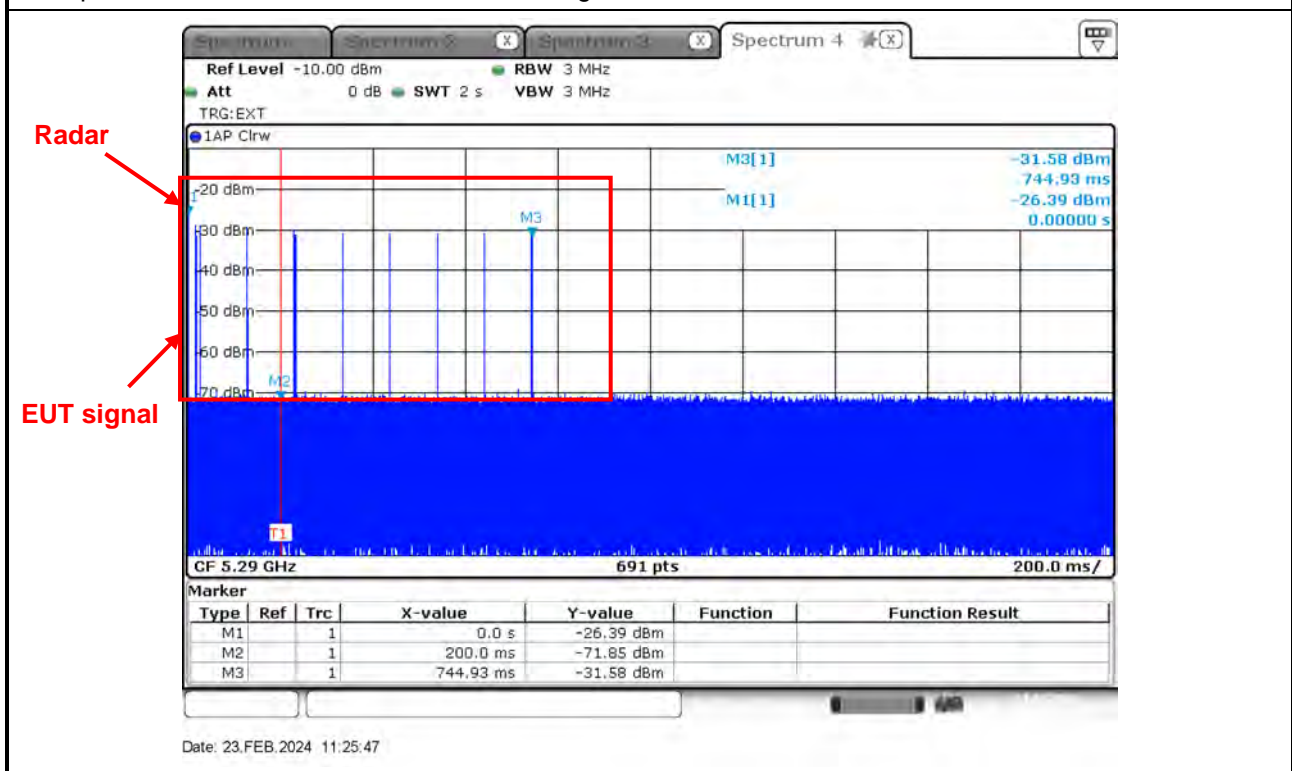 Spectrum 4
Ref Level -10.00 dBm RBW 3 MHz
Att 0 dB SWT 2 s VBW 3 MHz
TRG:EXT
1AP Clrw
Radar
M3[1] -31.58 dBm
744.93 ms
-20 dBm
M1[1] -26.39 dBm
0.00000 s
M3
-30 dBm
-40 dBm
-50 dBm
-60 dBm
M2
-70 dBm
EUT signal
T1
CF 5.29 GHz 691 pts 200.0 ms/
Marker
Type Ref Trc X-value Y-value Function Function Result
M1 1 0.0 s -26.39 dBm
M2 1 200.0 ms -71.85 dBm
M3 1 744.93 ms -31.58 dBm
Date: 23.FEB.2024 11:25:47